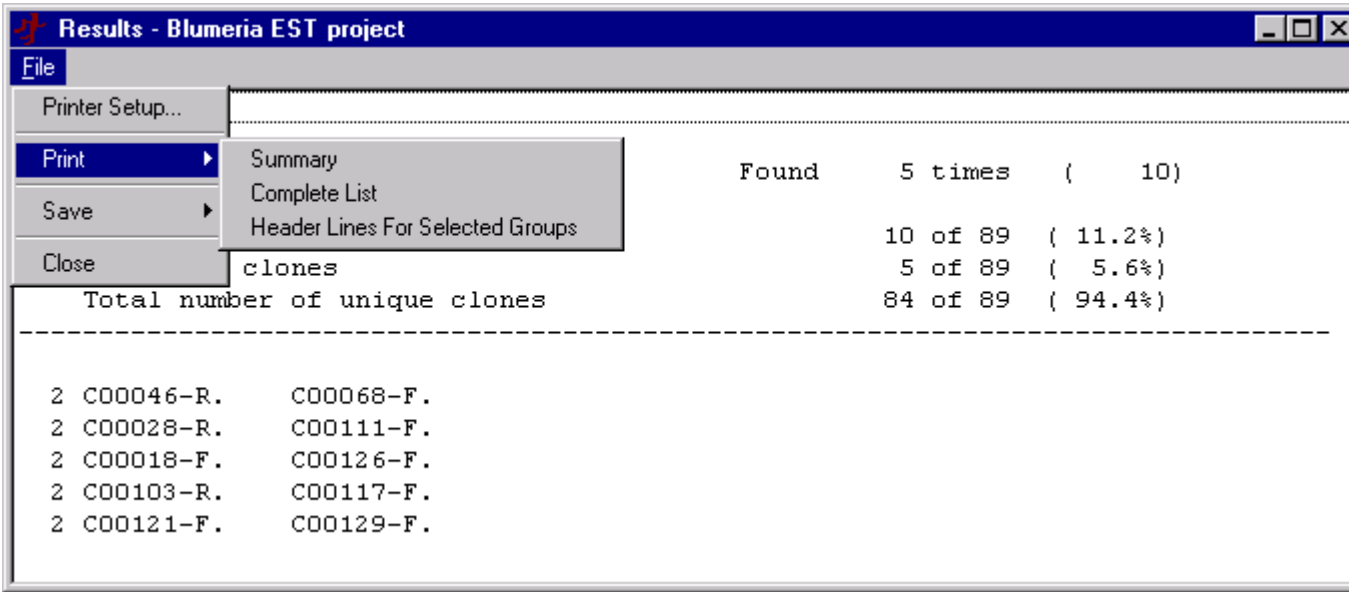 Results - Blumeria EST project
File
Printer Setup...
Print
Summary
Complete List
Header Lines For Selected Groups
Save
Close
Found 5 times ( 10)
10 of 89 ( 11.2%)
clones 5 of 89 ( 5.6%)
Total number of unique clones 84 of 89 ( 94.4%)
--------------------------------------------------------------------------------
2 C00046-R. C00068-F.
2 C00028-R. C00111-F.
2 C00018-F. C00126-F.
2 C00103-R. C00117-F.
2 C00121-F. C00129-F.